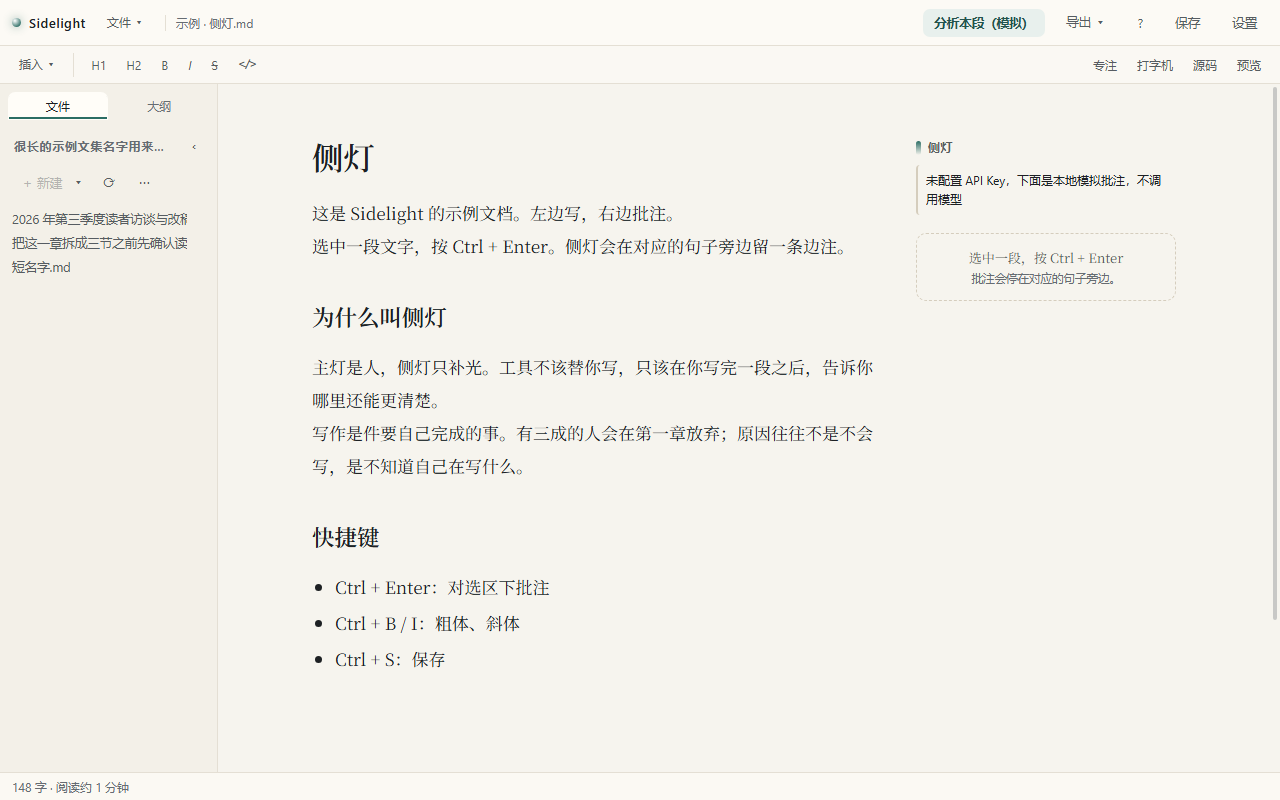 Sidelight 文件 ▾ 示例 · 侧灯.md 分析本段（模拟） 导出 ▾ ? 保存 设置
插入 ▾ H1 H2 B I S </> 专注 打字机 源码 预览
文件 大纲
很长的示例文集名字用来… ‹
+ 新建 ▾ ⟳ …
2026 年第三季度读者访谈与改
把这一章拆成三节之前先确认读
短名字.md
侧灯
这是 Sidelight 的示例文档。左边写，右边批注。
选中一段文字，按 Ctrl + Enter。侧灯会在对应的句子旁边留一条边注。
为什么叫侧灯
主灯是人，侧灯只补光。工具不该替你写，只该在你写完一段之后，告诉你
哪里还能更清楚。
写作是件要自己完成的事。有三成的人会在第一章放弃；原因往往不是不会
写，是不知道自己在写什么。
快捷键
• Ctrl + Enter：对选区下批注
• Ctrl + B / I：粗体、斜体
• Ctrl + S：保存
侧灯
未配置 API Key，下面是本地模拟批注，不调
用模型
选中一段，按 Ctrl + Enter
批注会停在对应的句子旁边。
148 字 · 阅读约 1 分钟